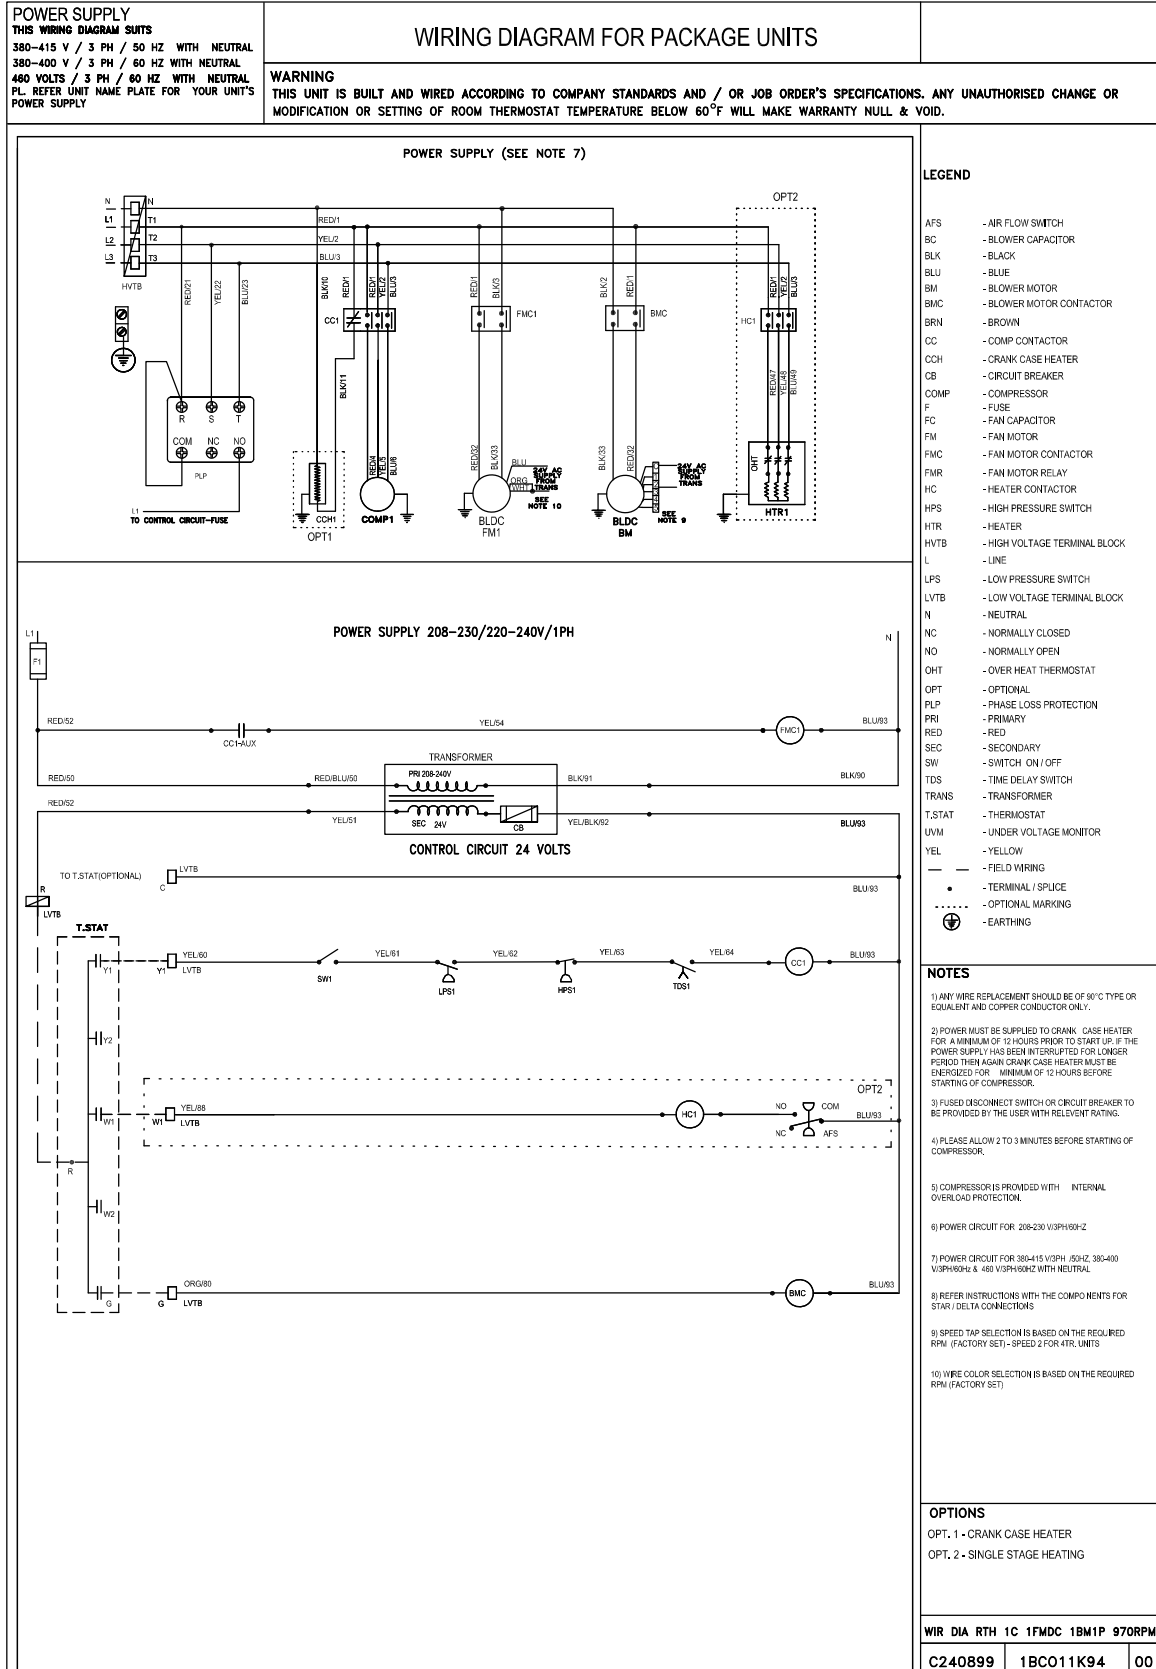 POWER SUPPLY
THIS WIRING DIAGRAM SUITS
380-415 V / 3 PH / 50 HZ WITH NEUTRAL
380-400 V / 3 PH / 60 HZ WITH NEUTRAL
460 VOLTS / 3 PH / 60 HZ WITH NEUTRAL
PL. REFER UNIT NAME PLATE FOR YOUR UNIT'S
POWER SUPPLY
WIRING DIAGRAM FOR PACKAGE UNITS
WARNING
THIS UNIT IS BUILT AND WIRED ACCORDING TO COMPANY STANDARDS AND / OR JOB ORDER'S SPECIFICATIONS. ANY UNAUTHORISED CHANGE OR
MODIFICATION OR SETTING OF ROOM THERMOSTAT TEMPERATURE BELOW 60°F WILL MAKE WARRANTY NULL & VOID.
POWER SUPPLY (SEE NOTE 7)
OPT2
N N
L1 T1 RED/1
L2 T2 YEL/2
L3 T3 BLU/3
HVTB
RED/21 YEL/22 BLU/23 BLK/10 RED/1 RED/1 YEL/2 BLU/3 RED/1 BLK/3 BLK/2 RED/1 RED/1 YEL/2 BLU/3
CC1 FMC1 BMC HC1
BLK/11 RED/47 YEL/48 BLU/49
R S T
COM NC NO
PLP
L1
TO CONTROL CIRCUIT-FUSE
RED/4 YEL/5 BLU/6 RED/32 BLK/33 BLK/33 RED/32
BLU
ORG
WHT
24V AC
SUPPLY
FROM
TRANS
SEE
NOTE 10
24V AC
SUPPLY
FROM
TRANS
SEE
NOTE 9
OHT
CCH1
OPT1
COMP1
BLDC
FM1
BLDC
BM
HTR1
POWER SUPPLY 208-230/220-240V/1PH
L1 N
F1
RED/52 CC1-AUX YEL/54 FMC1 BLU/93
TRANSFORMER
PRI 208-240V
RED/50 RED/BLU/50 BLK/91 BLK/90
RED/52 YEL/51 SEC 24V CB YEL/BLK/92 BLU/93
CONTROL CIRCUIT 24 VOLTS
TO T.STAT(OPTIONAL) C LVTB BLU/93
R
LVTB
T.STAT
Y1 Y1 YEL/60 LVTB SW1 YEL/61 LPS1 YEL/62 HPS1 YEL/63 TDS1 YEL/64 CC1 BLU/93
Y2
OPT2
W1 W1 YEL/88 LVTB HC1 NO COM NC AFS BLU/93
R
W2
G G ORG/80 LVTB BMC BLU/93
LEGEND
AFS - AIR FLOW SWITCH
BC - BLOWER CAPACITOR
BLK - BLACK
BLU - BLUE
BM - BLOWER MOTOR
BMC - BLOWER MOTOR CONTACTOR
BRN - BROWN
CC - COMP CONTACTOR
CCH - CRANK CASE HEATER
CB - CIRCUIT BREAKER
COMP - COMPRESSOR
F - FUSE
FC - FAN CAPACITOR
FM - FAN MOTOR
FMC - FAN MOTOR CONTACTOR
FMR - FAN MOTOR RELAY
HC - HEATER CONTACTOR
HPS - HIGH PRESSURE SWITCH
HTR - HEATER
HVTB - HIGH VOLTAGE TERMINAL BLOCK
L - LINE
LPS - LOW PRESSURE SWITCH
LVTB - LOW VOLTAGE TERMINAL BLOCK
N - NEUTRAL
NC - NORMALLY CLOSED
NO - NORMALLY OPEN
OHT - OVER HEAT THERMOSTAT
OPT - OPTIONAL
PLP - PHASE LOSS PROTECTION
PRI - PRIMARY
RED - RED
SEC - SECONDARY
SW - SWITCH ON / OFF
TDS - TIME DELAY SWITCH
TRANS - TRANSFORMER
T.STAT - THERMOSTAT
UVM - UNDER VOLTAGE MONITOR
YEL - YELLOW
- FIELD WIRING
- TERMINAL / SPLICE
- OPTIONAL MARKING
- EARTHING
NOTES
1) ANY WIRE REPLACEMENT SHOULD BE OF 90°C TYPE OR
EQUALENT AND COPPER CONDUCTOR ONLY.
2) POWER MUST BE SUPPLIED TO CRANK CASE HEATER
FOR A MINIMUM OF 12 HOURS PRIOR TO START UP. IF THE
POWER SUPPLY HAS BEEN INTERRUPTED FOR LONGER
PERIOD THEN AGAIN CRANK CASE HEATER MUST BE
ENERGIZED FOR MINIMUM OF 12 HOURS BEFORE
STARTING OF COMPRESSOR.
3) FUSED DISCONNECT SWITCH OR CIRCUIT BREAKER TO
BE PROVIDED BY THE USER WITH RELEVENT RATING.
4) PLEASE ALLOW 2 TO 3 MINUTES BEFORE STARTING OF
COMPRESSOR.
5) COMPRESSOR IS PROVIDED WITH INTERNAL
OVERLOAD PROTECTION.
6) POWER CIRCUIT FOR 208-230 V/3PH/60HZ
7) POWER CIRCUIT FOR 380-415 V/3PH /50HZ, 380-400
V/3PH/60Hz & 460 V/3PH/60HZ WITH NEUTRAL
8) REFER INSTRUCTIONS WITH THE COMPO NENTS FOR
STAR / DELTA CONNECTIONS
9) SPEED TAP SELECTION IS BASED ON THE REQUIRED
RPM (FACTORY SET) - SPEED 2 FOR 4TR. UNITS
10) WIRE COLOR SELECTION IS BASED ON THE REQUIRED
RPM (FACTORY SET)
OPTIONS
OPT. 1 - CRANK CASE HEATER
OPT. 2 - SINGLE STAGE HEATING
WIR DIA RTH 1C 1FMDC 1BM1P 970RPM
C240899 1BCO11K94 00